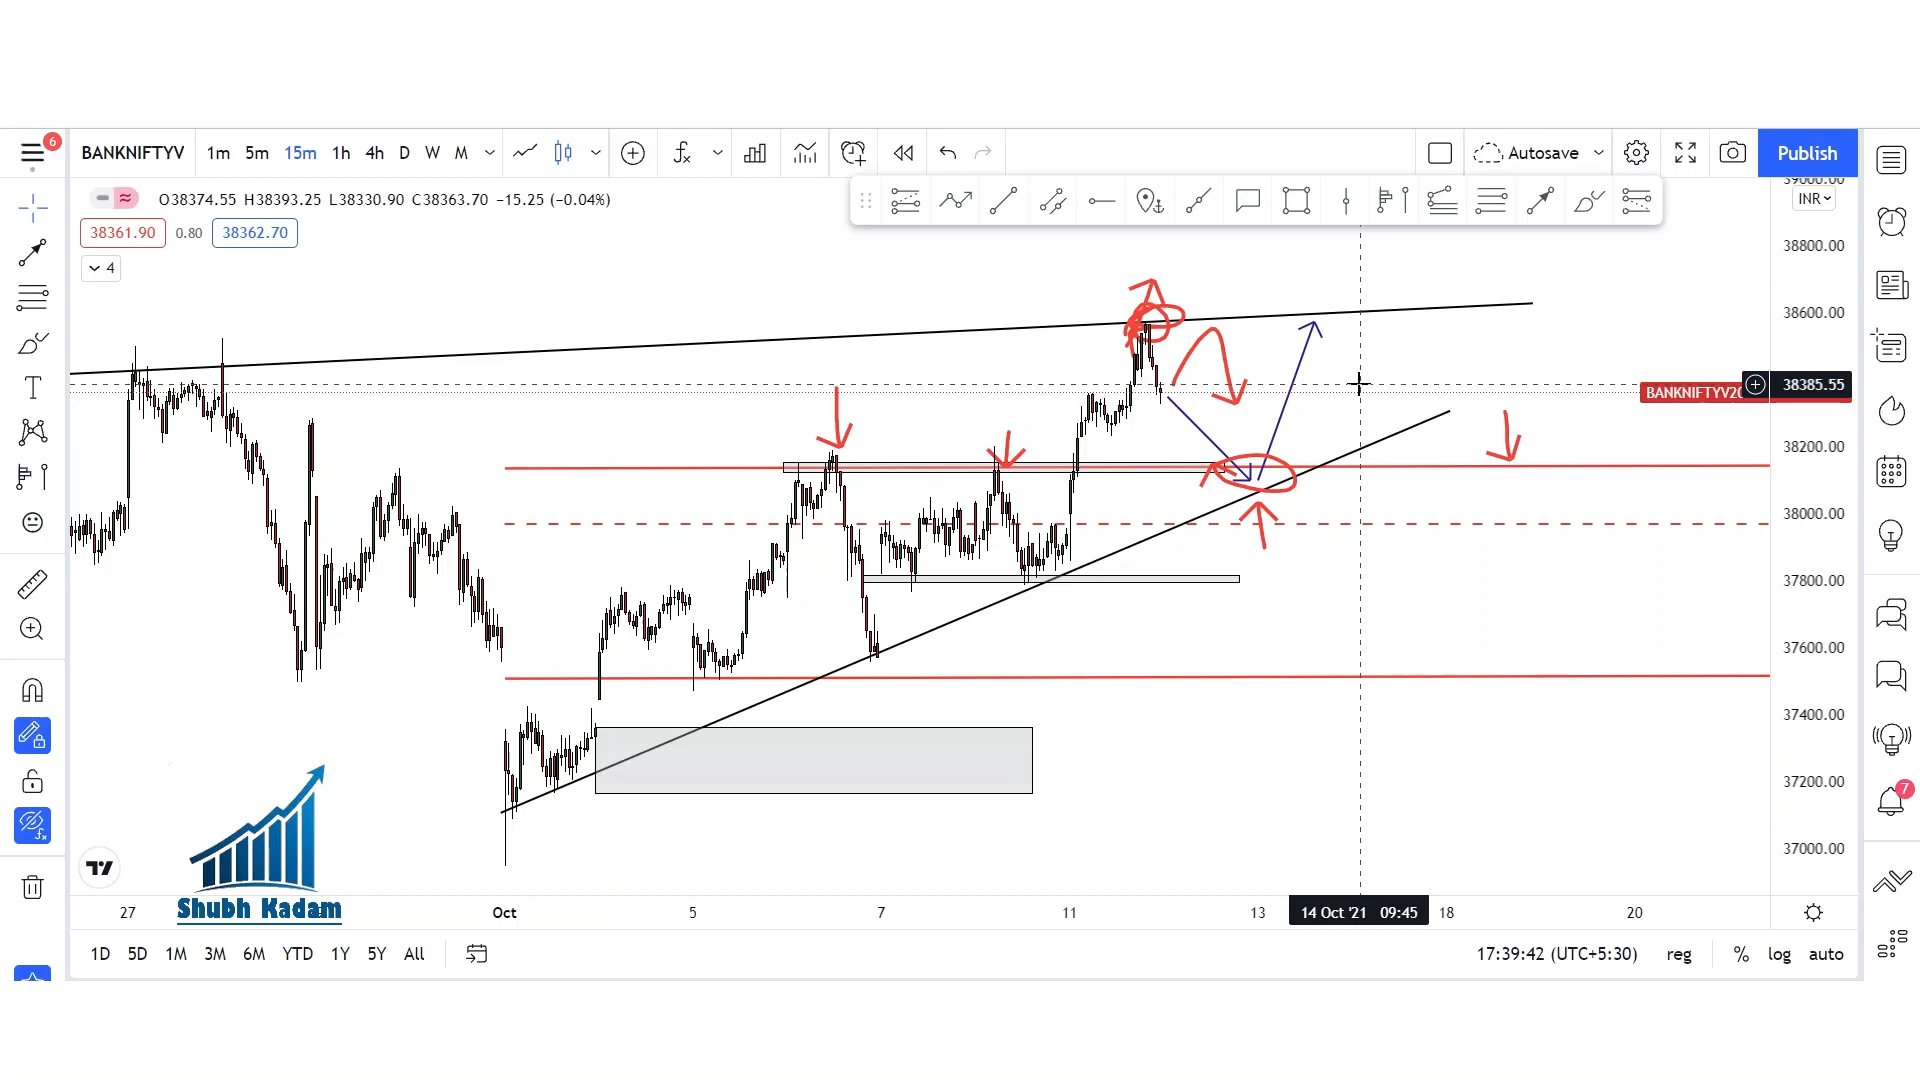 6
BANKNIFTYV 1m 5m 15m 1h 4h D W M Autosave Publish
O38374.55 H38393.25 L38330.90 C38363.70 −15.25 (−0.04%)
38361.90 0.80 38362.70
4
INR
38800.00
38600.00
BANKNIFTYV20 38385.55
38200.00
38000.00
37800.00
37600.00
37400.00
37200.00
37000.00
7
Shubh Kadam
27 Oct 5 7 11 13 14 Oct '21 09:45 18 20
1D 5D 1M 3M 6M YTD 1Y 5Y All 17:39:42 (UTC+5:30) reg % log auto